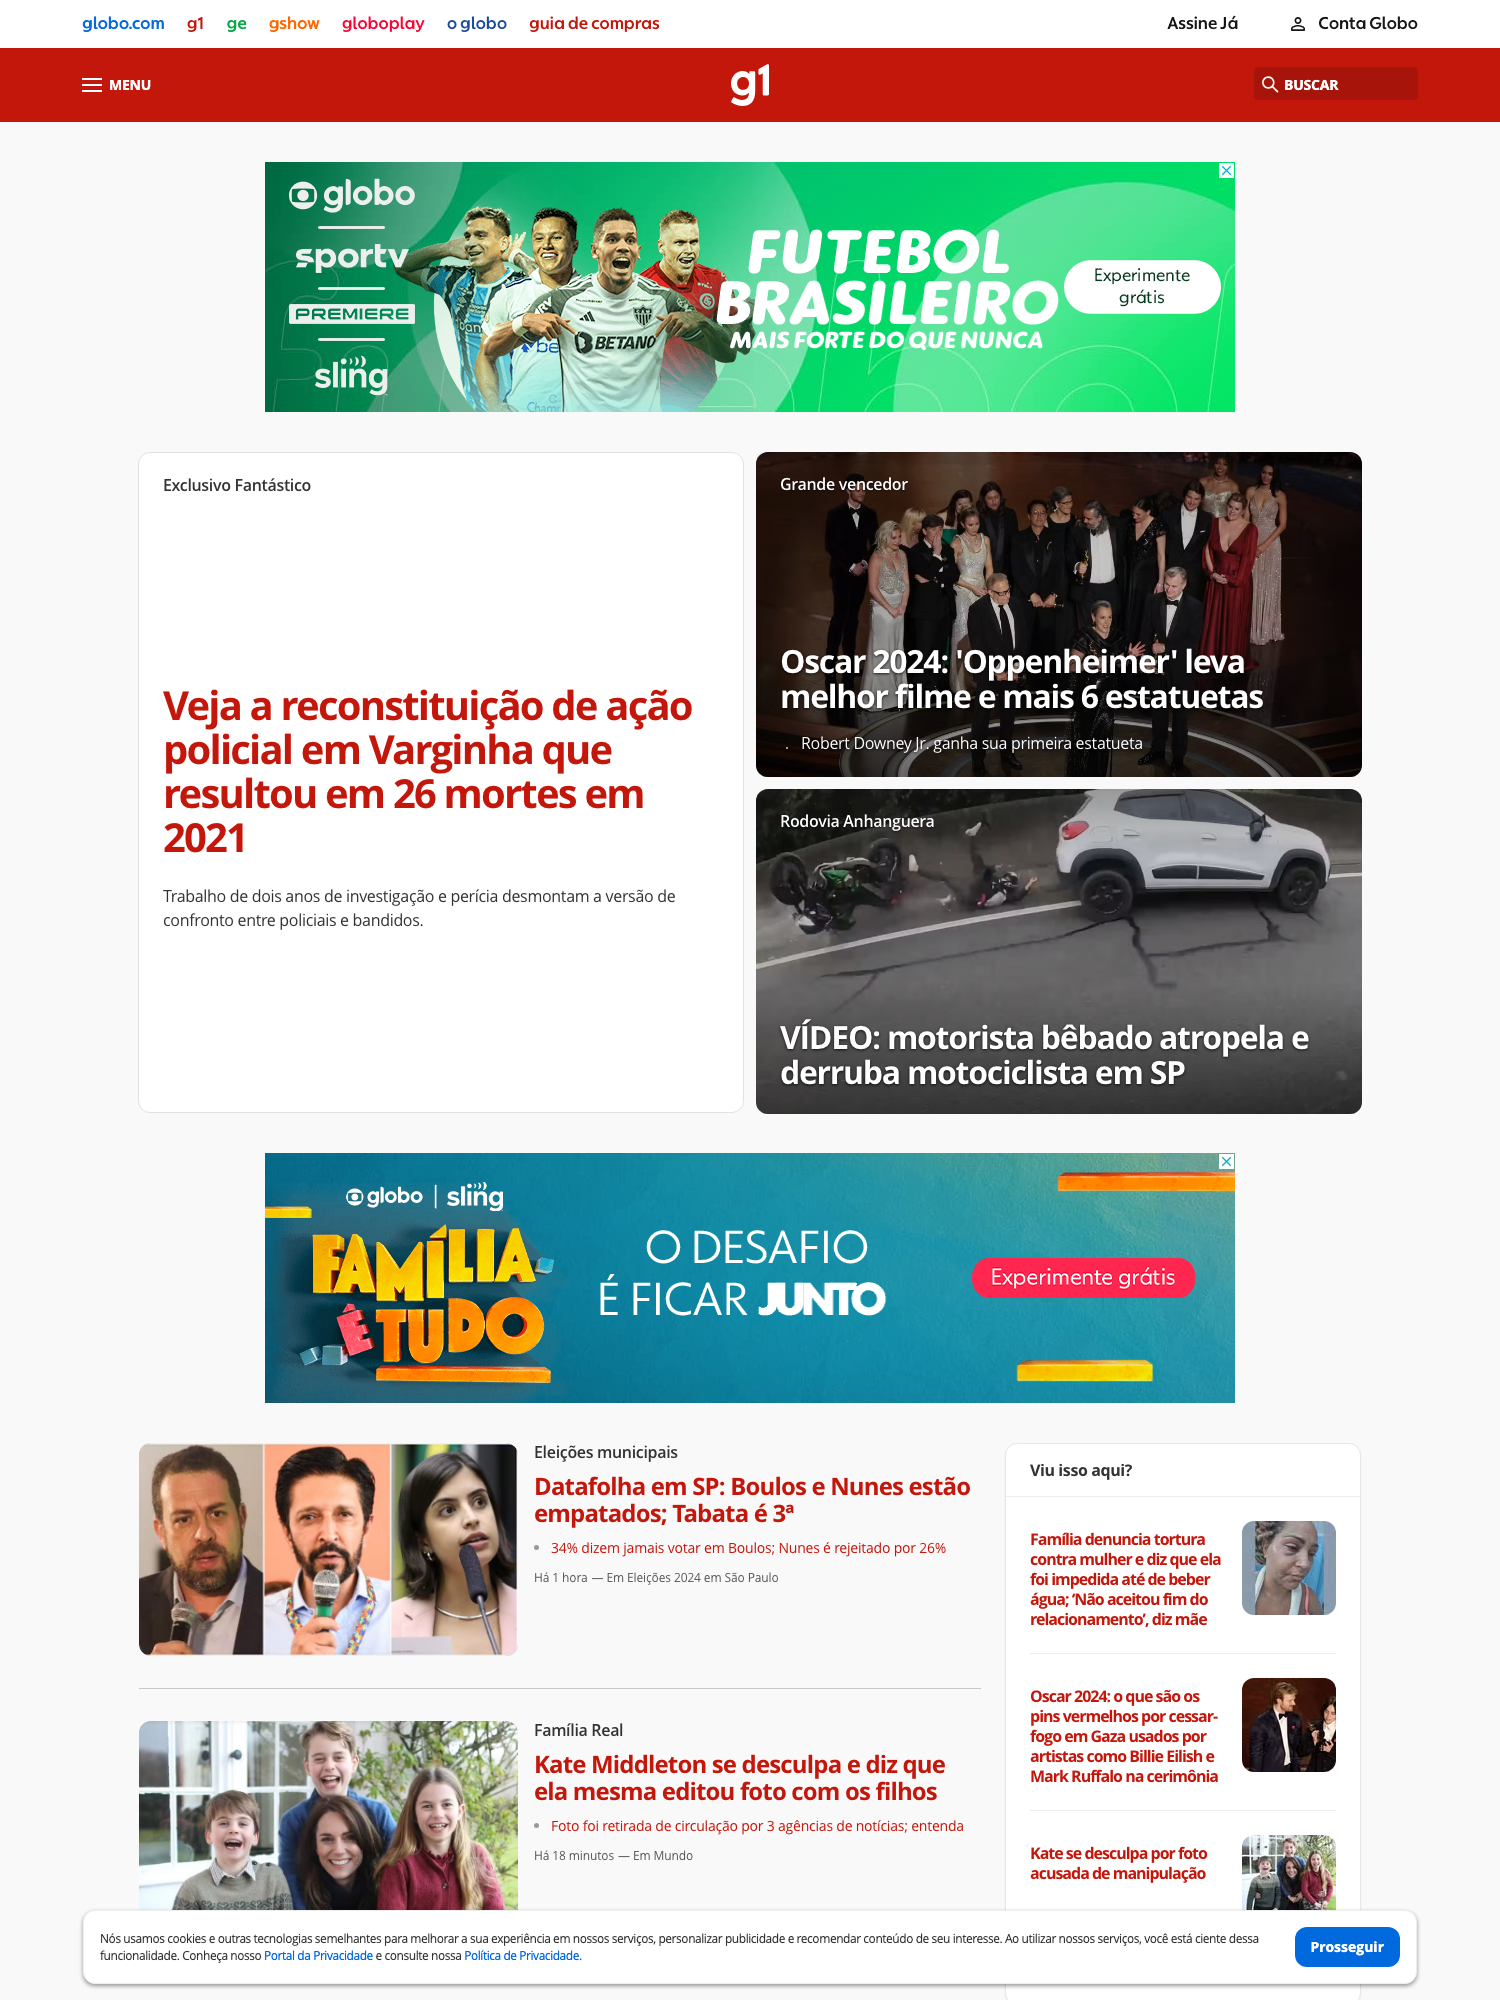 globo.com g1 ge gshow globoplay o globo guia de compras Assine Já Conta Globo
MENU g1 BUSCAR
globo
sportv
PREMIERE
sling
BETANO
FUTEBOL
BRASILEIRO
MAIS FORTE DO QUE NUNCA
Experimente
grátis
Exclusivo Fantástico
Veja a reconstituição de ação
policial em Varginha que
resultou em 26 mortes em
2021
Trabalho de dois anos de investigação e perícia desmontam a versão de
confronto entre policiais e bandidos.
Grande vencedor
Oscar 2024: 'Oppenheimer' leva
melhor filme e mais 6 estatuetas
. Robert Downey Jr. ganha sua primeira estatueta
Rodovia Anhanguera
VÍDEO: motorista bêbado atropela e
derruba motociclista em SP
globo | sling
FAMÍLIA
É TUDO
O DESAFIO
É FICAR JUNTO
Experimente grátis
Eleições municipais
Datafolha em SP: Boulos e Nunes estão
empatados; Tabata é 3ª
• 34% dizem jamais votar em Boulos; Nunes é rejeitado por 26%
Há 1 hora — Em Eleições 2024 em São Paulo
Família Real
Kate Middleton se desculpa e diz que
ela mesma editou foto com os filhos
• Foto foi retirada de circulação por 3 agências de notícias; entenda
Há 18 minutos — Em Mundo
Viu isso aqui?
Família denuncia tortura
contra mulher e diz que ela
foi impedida até de beber
água; ‘Não aceitou fim do
relacionamento’, diz mãe
Oscar 2024: o que são os
pins vermelhos por cessar-
fogo em Gaza usados por
artistas como Billie Eilish e
Mark Ruffalo na cerimônia
Kate se desculpa por foto
acusada de manipulação
Nós usamos cookies e outras tecnologias semelhantes para melhorar a sua experiência em nossos serviços, personalizar publicidade e recomendar conteúdo de seu interesse. Ao utilizar nossos serviços, você está ciente dessa
funcionalidade. Conheça nosso Portal da Privacidade e consulte nossa Política de Privacidade.
Prosseguir